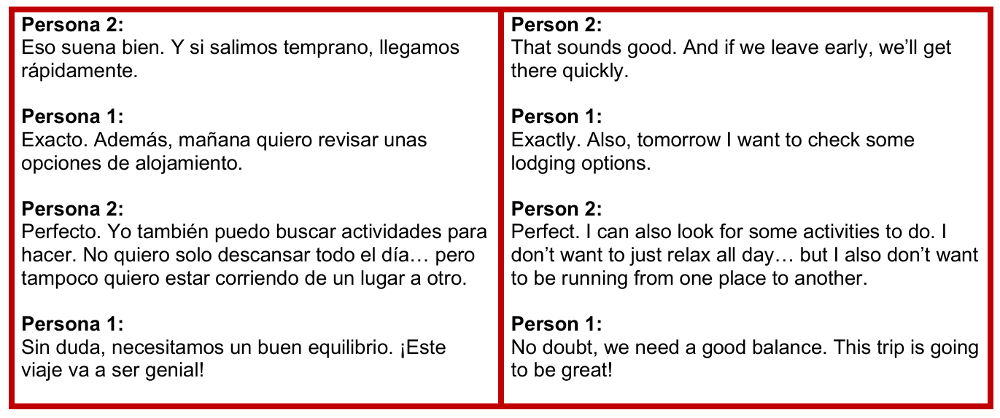 Persona 2:
Eso suena bien. Y si salimos temprano, llegamos
rápidamente.
Persona 1:
Exacto. Además, mañana quiero revisar unas
opciones de alojamiento.
Persona 2:
Perfecto. Yo también puedo buscar actividades para
hacer. No quiero solo descansar todo el día… pero
tampoco quiero estar corriendo de un lugar a otro.
Persona 1:
Sin duda, necesitamos un buen equilibrio. ¡Este
viaje va a ser genial!
Person 2:
That sounds good. And if we leave early, we’ll get
there quickly.
Person 1:
Exactly. Also, tomorrow I want to check some
lodging options.
Person 2:
Perfect. I can also look for some activities to do. I
don’t want to just relax all day… but I also don’t want
to be running from one place to another.
Person 1:
No doubt, we need a good balance. This trip is going
to be great!